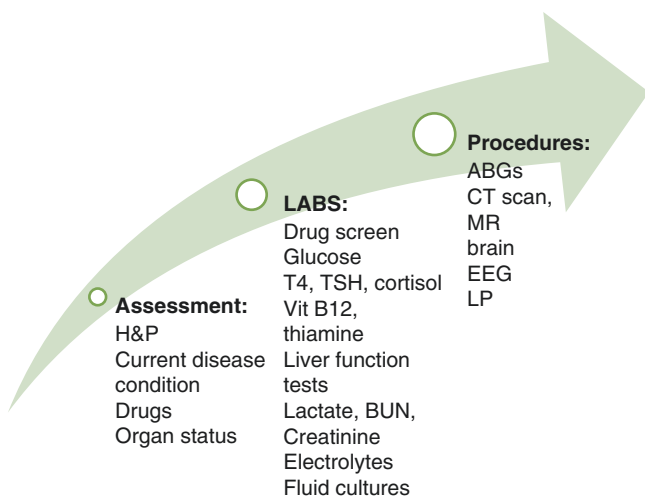 Assessment:
H&P
Current disease
condition
Drugs
Organ status
LABS:
Drug screen
Glucose
T4, TSH, cortisol
Vit B12,
thiamine
Liver function
tests
Lactate, BUN,
Creatinine
Electrolytes
Fluid cultures
Procedures:
ABGs
CT scan,
MR
brain
EEG
LP